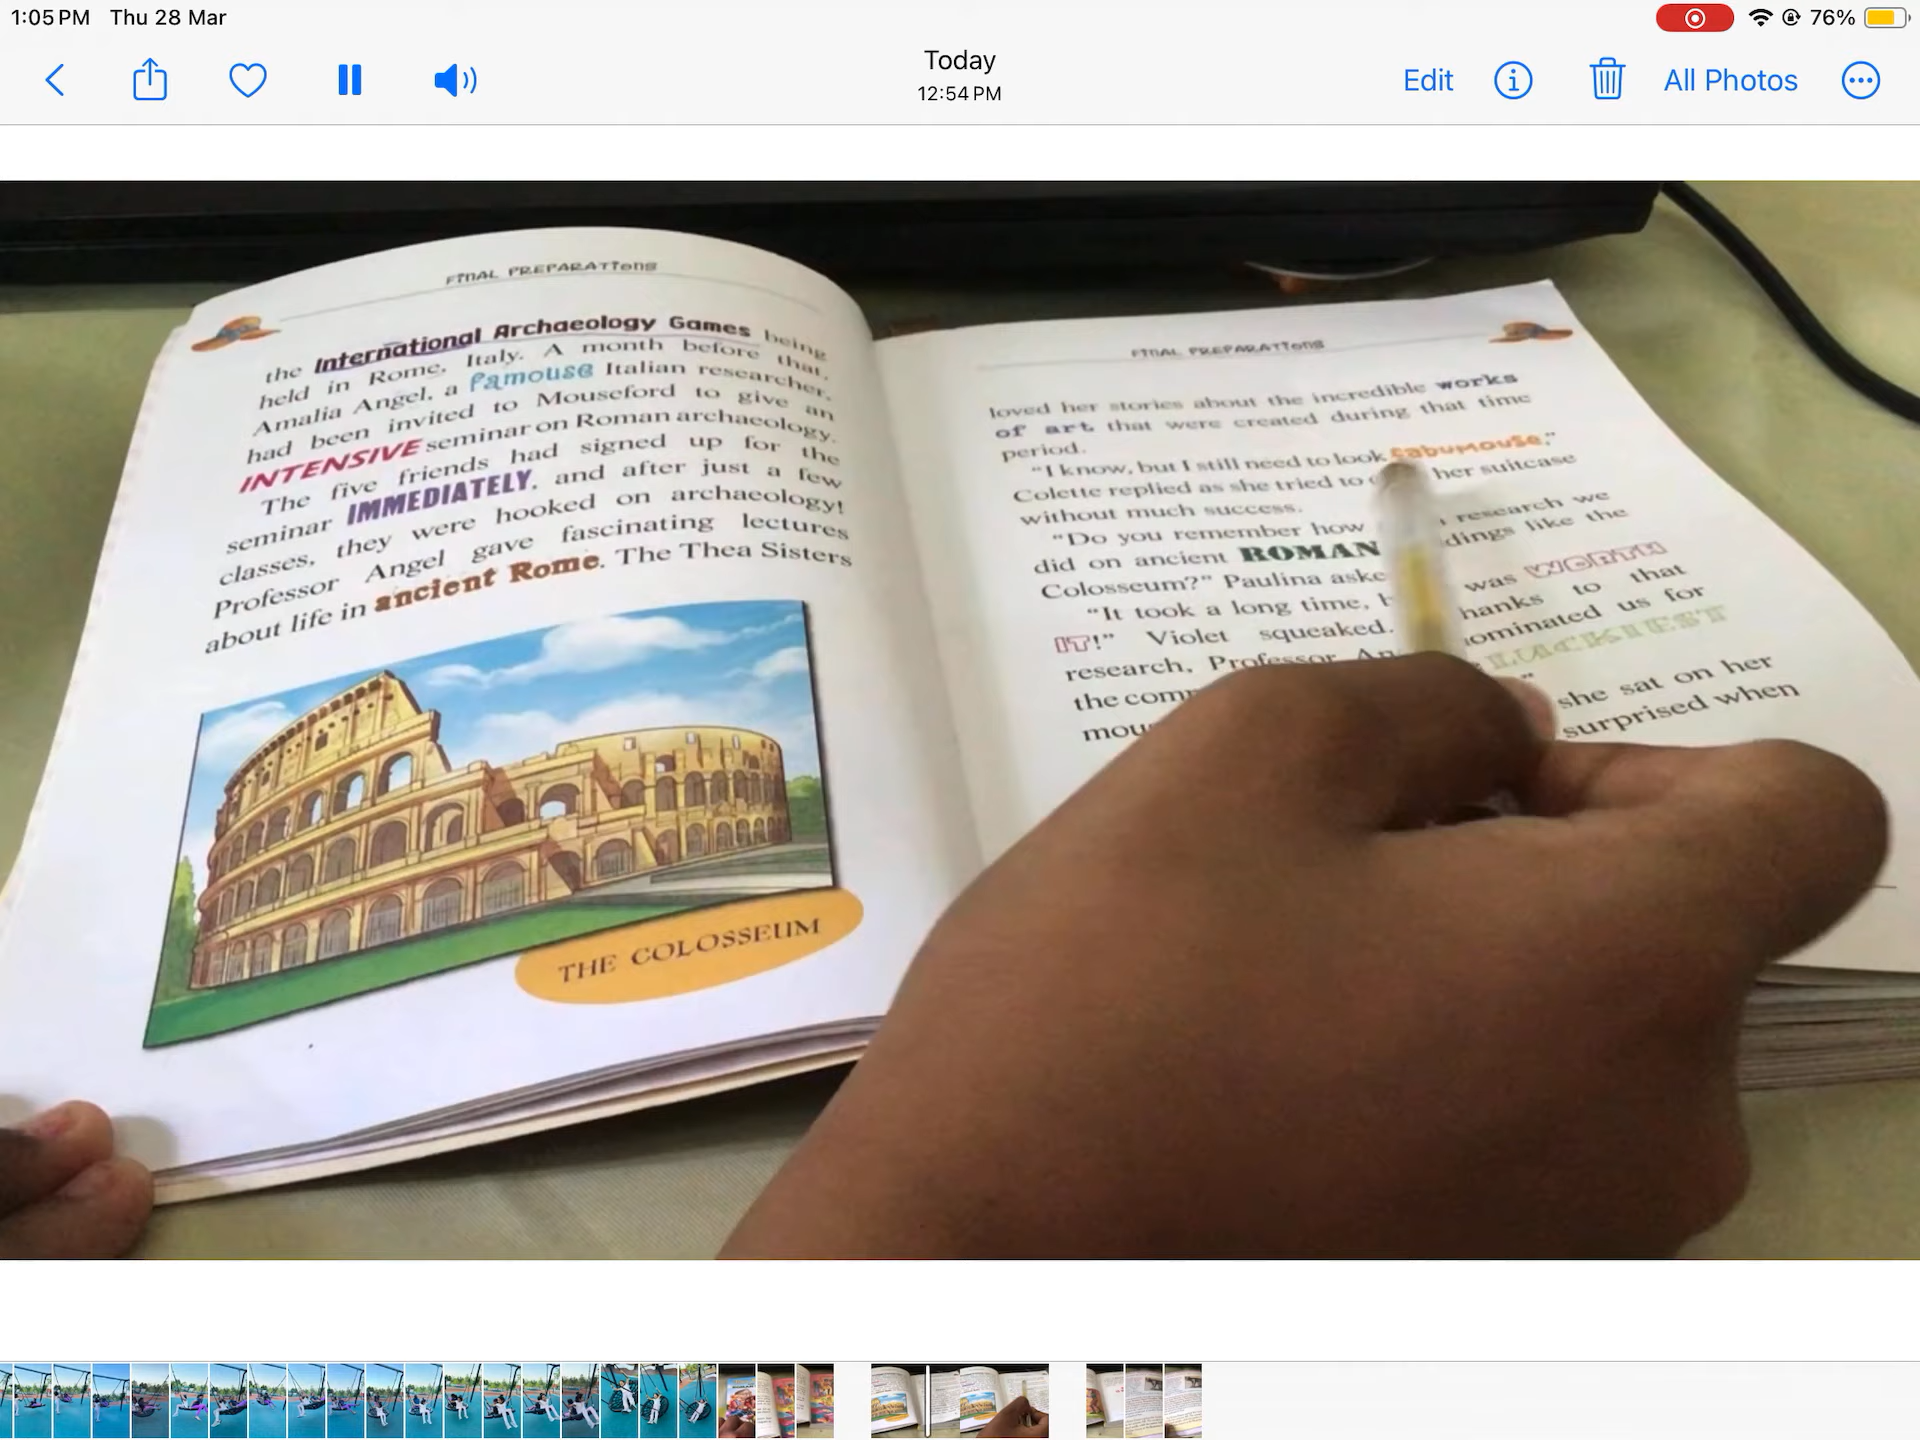 1:05 PM Thu 28 Mar
76%
Today
12:54 PM
Edit
All Photos
FINAL PREPARATIONS
the International Archaeology Games being
held in Rome, Italy. A month before that,
Amalia Angel, a famouse Italian researcher,
had been invited to Mouseford to give an
INTENSIVE seminar on Roman archaeology.
The five friends had signed up for the
seminar IMMEDIATELY, and after just a few
classes, they were hooked on archaeology!
Professor Angel gave fascinating lectures
about life in ancient Rome. The Thea Sisters
THE COLOSSEUM
FINAL PREPARATIONS
loved her stories about the incredible works
of art that were created during that time
period.
"I know, but I still need to look fabumouse,"
Colette replied as she tried to her suitcase
without much success.
"Do you remember how research we
did on ancient ROMAN dings like the
Colosseum?" Paulina aske
"It took a long time, was WORTH
IT!" Violet squeaked. hanks to that
research, Professor An ominated us for
the com LUCKIEST
mou "
she sat on her
surprised when